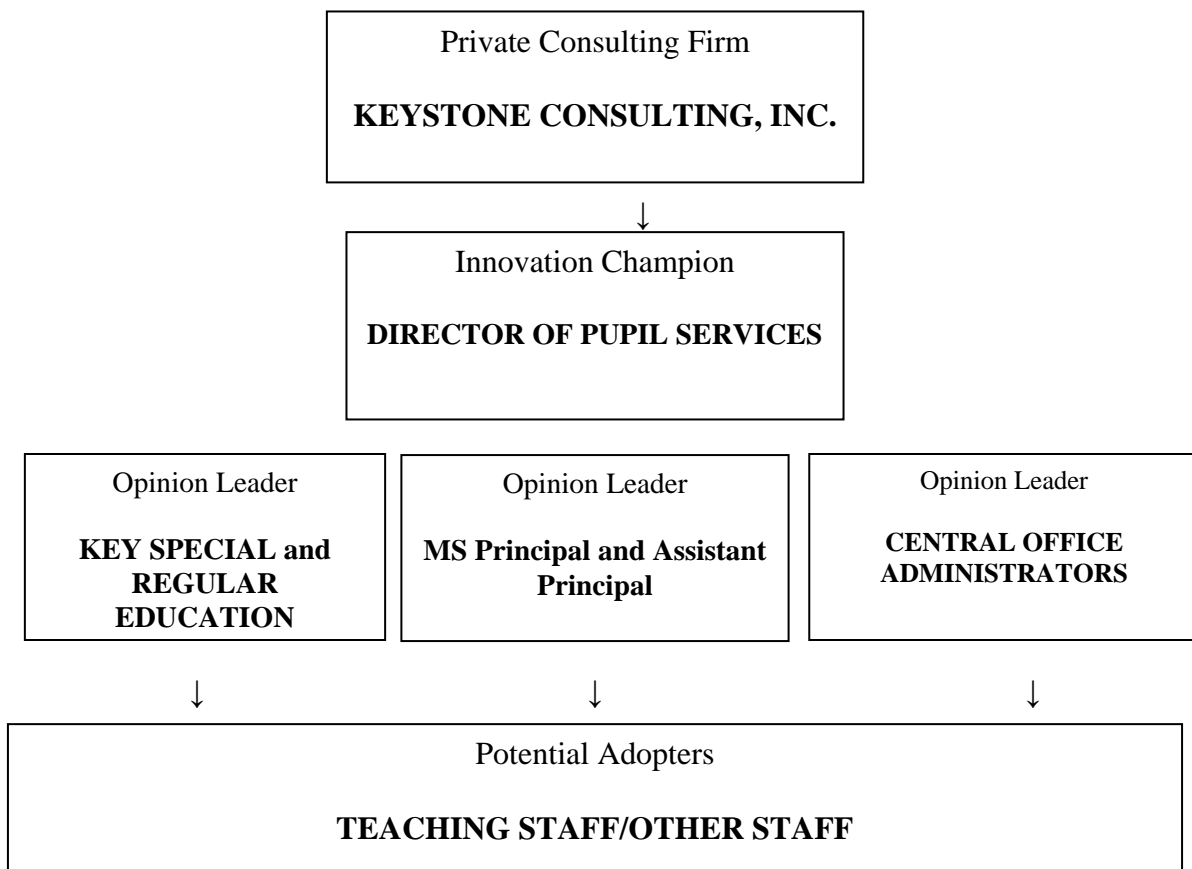 Private Consulting Firm
KEYSTONE CONSULTING, INC.
↓
Innovation Champion
DIRECTOR OF PUPIL SERVICES
Opinion Leader
KEY SPECIAL and
REGULAR
EDUCATION
Opinion Leader
MS Principal and Assistant
Principal
Opinion Leader
CENTRAL OFFICE
ADMINISTRATORS
↓ ↓ ↓
Potential Adopters
TEACHING STAFF/OTHER STAFF